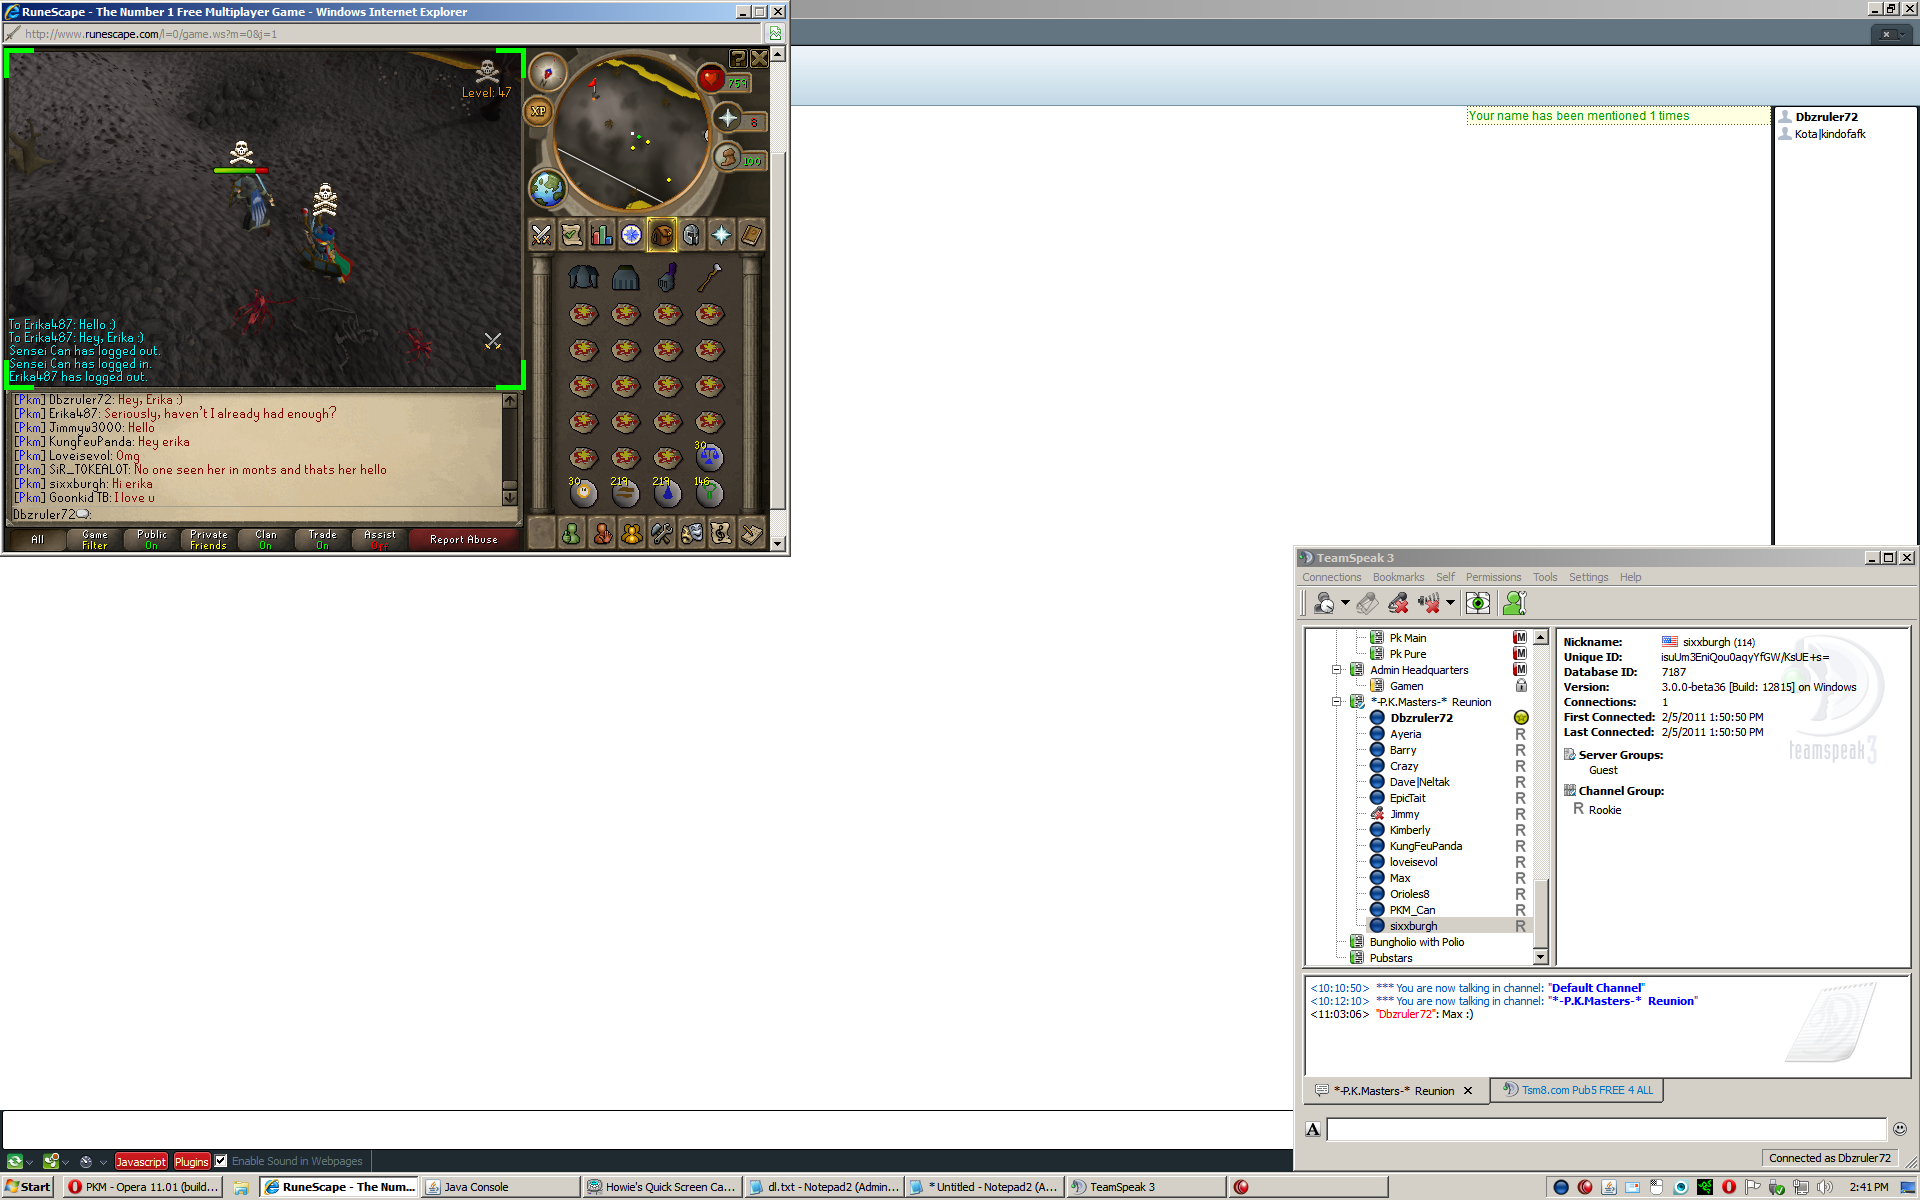 RuneScape - The Number 1 Free Multiplayer Game - Windows Internet Explorer
http://www.runescape.com/l=0/game.ws?m=0&j=1
Level: 47
XP
759
8
100
To Erika487: Hello :)
To Erika487: Hey, Erika :)
Sensei Can has logged out.
Sensei Can has logged in.
Erika487 has logged out.
[Pkm] Dbzruler72: Hey, Erika :)
[Pkm] Erika487: Seriously, haven't I already had enough?
[Pkm] Jimmyw3000: Hello
[Pkm] KungFeuPanda: Hey erika
[Pkm] Loveisevol: Omg
[Pkm] SiR_TOKEALOT: No one seen her in monts and thats her hello
[Pkm] sixxburgh: Hi erika
[Pkm] Goonkid TB: I love u
Dbzruler72:
30
30 219 219 146
All
Game Filter
Public On
Private Friends
Clan On
Trade On
Assist
Report Abuse
Your name has been mentioned 1 times
Dbzruler72
Kota|kindofafk
TeamSpeak 3
Connections Bookmarks Self Permissions Tools Settings Help
Pk Main
Pk Pure
Admin Headquarters
Gamen
*-P.K.Masters-* Reunion
Dbzruler72
Ayeria R
Barry R
Crazy R
Dave|Neltak R
EpicTait R
Jimmy R
Kimberly R
KungFeuPanda R
loveisevol R
Max R
Orioles8 R
PKM_Can R
sixxburgh R
Bungholio with Polio
Pubstars
Nickname: sixxburgh (114)
Unique ID: isuUm3EniQou0aqyYfGW/KsUE+s=
Database ID: 7187
Version: 3.0.0-beta36 [Build: 12815] on Windows
Connections: 1
First Connected: 2/5/2011 1:50:50 PM
Last Connected: 2/5/2011 1:50:50 PM
Server Groups:
Guest
Channel Group:
R Rookie
teamspeak 3
<10:10:50> *** You are now talking in channel: "Default Channel"
<10:12:10> *** You are now talking in channel: "*-P.K.Masters-* Reunion"
<11:03:06> "Dbzruler72": Max :)
*-P.K.Masters-* Reunion
Tsm8.com Pub5 FREE 4 ALL
A
Connected as Dbzruler72
Javascript Plugins Enable Sound in Webpages
Start
PKM - Opera 11.01 (build...
RuneScape - The Num...
Java Console
Howie's Quick Screen Ca...
dl.txt - Notepad2 (Admin...
* Untitled - Notepad2 (A...
TeamSpeak 3
2:41 PM